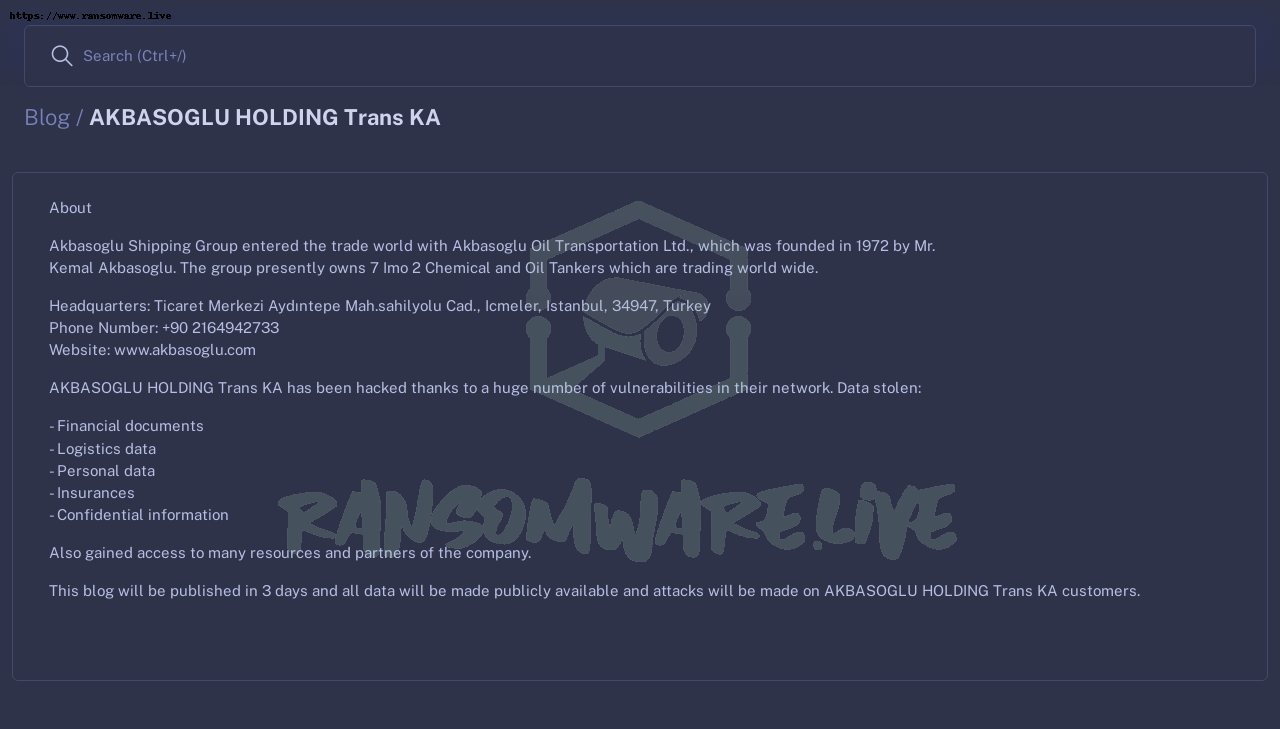 https://www.ransomware.live
Search (Ctrl+/)
Blog / AKBASOGLU HOLDING Trans KA
About
Akbasoglu Shipping Group entered the trade world with Akbasoglu Oil Transportation Ltd., which was founded in 1972 by Mr.
Kemal Akbasoglu. The group presently owns 7 Imo 2 Chemical and Oil Tankers which are trading world wide.
Headquarters: Ticaret Merkezi Aydıntepe Mah.sahilyolu Cad., Icmeler, Istanbul, 34947, Turkey
Phone Number: +90 2164942733
Website: www.akbasoglu.com
AKBASOGLU HOLDING Trans KA has been hacked thanks to a huge number of vulnerabilities in their network. Data stolen:
- Financial documents
- Logistics data
- Personal data
- Insurances
- Confidential information
RANSOMWARE.LIVE
Also gained access to many resources and partners of the company.
This blog will be published in 3 days and all data will be made publicly available and attacks will be made on AKBASOGLU HOLDING Trans KA customers.